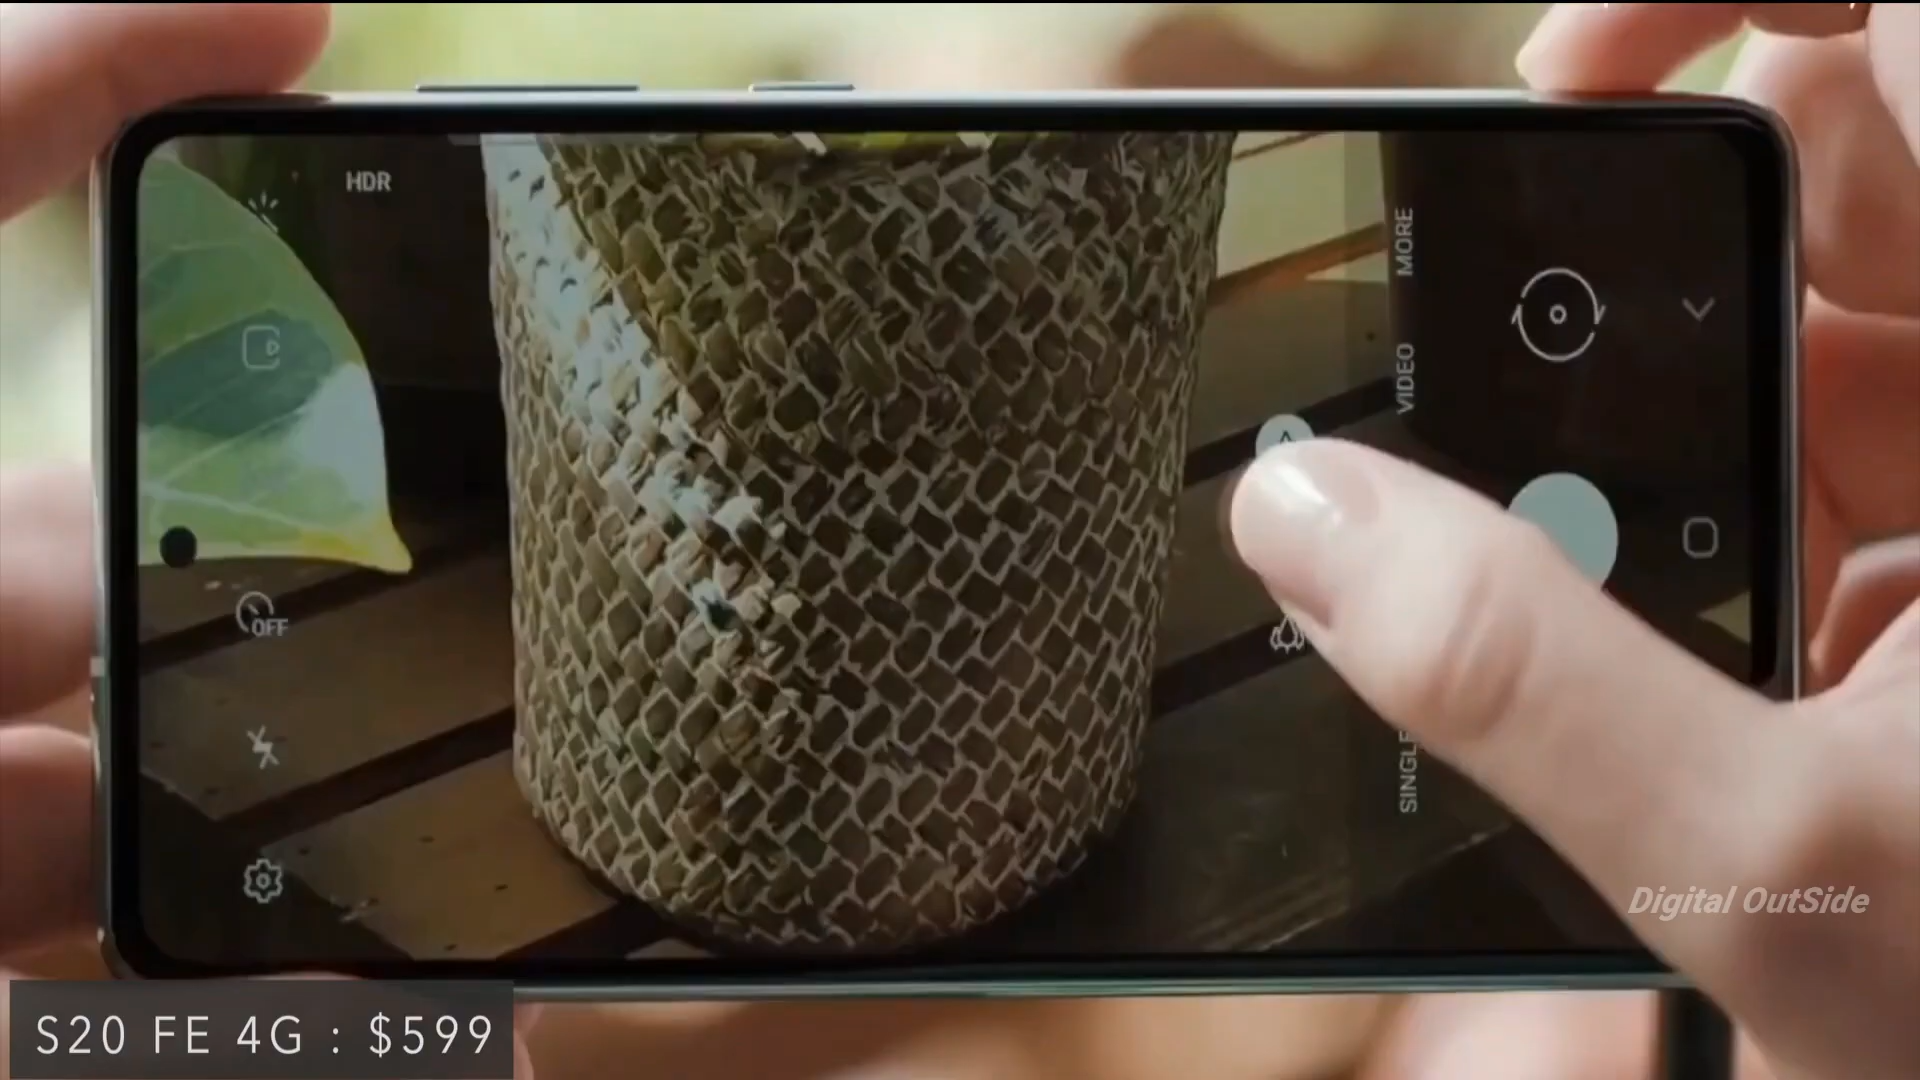 HDR
MORE
VIDEO
OFF
SINGLE
Digital OutSide
S20 FE 4G : $599